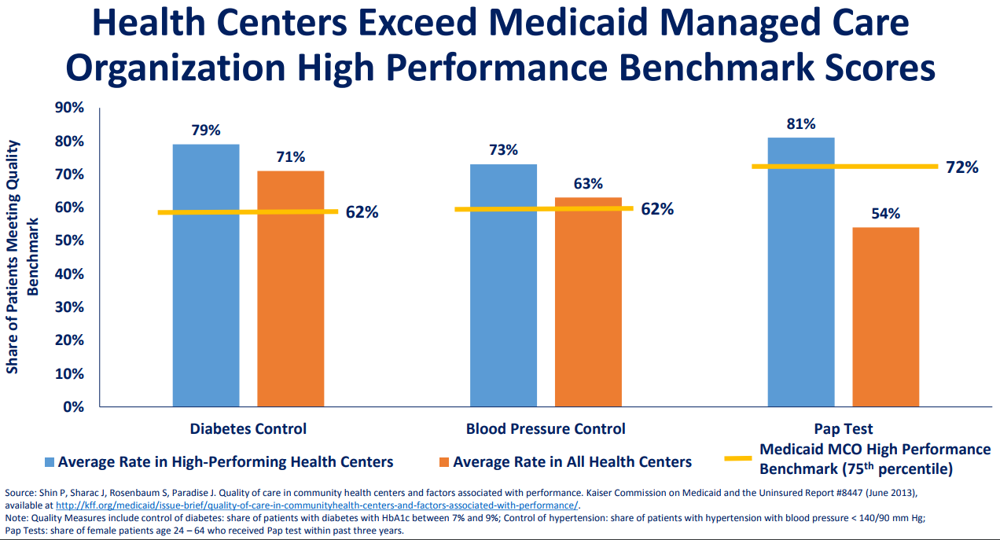 Health Centers Exceed Medicaid Managed Care
Organization High Performance Benchmark Scores
Share of Patients Meeting Quality
Benchmark
90%
80%
70%
60%
50%
40%
30%
20%
10%
0%
79%
71%
62%
73%
63%
62%
81%
72%
54%
Diabetes Control
Blood Pressure Control
Pap Test
Average Rate in High-Performing Health Centers
Average Rate in All Health Centers
Medicaid MCO High Performance
Benchmark (75th percentile)
Source: Shin P, Sharac J, Rosenbaum S, Paradise J. Quality of care in community health centers and factors associated with performance. Kaiser Commission on Medicaid and the Uninsured Report #8447 (June 2013),
available at http://kff.org/medicaid/issue-brief/quality-of-care-in-communityhealth-centers-and-factors-associated-with-performance/.
Note: Quality Measures include control of diabetes: share of patients with diabetes with HbA1c between 7% and 9%; Control of hypertension: share of patients with hypertension with blood pressure < 140/90 mm Hg;
Pap Tests: share of female patients age 24 – 64 who received Pap test within past three years.